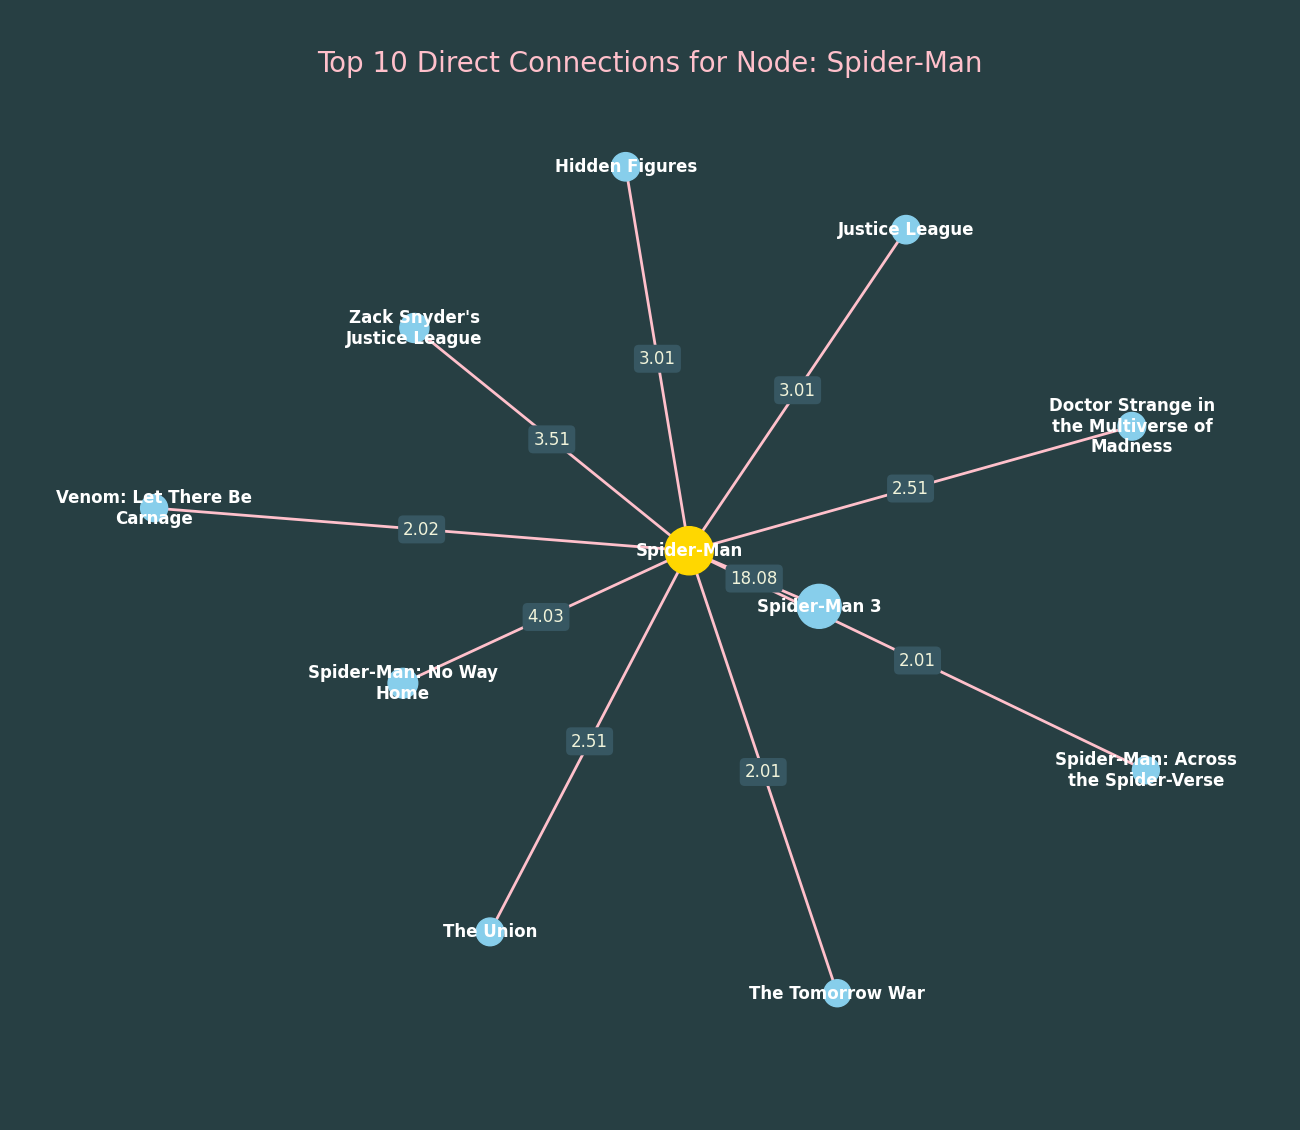 Top 10 Direct Connections for Node: Spider-Man
Hidden Figures
Justice League
Zack Snyder's
Justice League
3.01
3.01
Doctor Strange in
the Multiverse of
Madness
3.51
2.51
Venom: Let There Be
Carnage
2.02
Spider-Man
18.08
Spider-Man 3
4.03
2.01
Spider-Man: No Way
Home
2.51
2.01
Spider-Man: Across
the Spider-Verse
The Union
The Tomorrow War